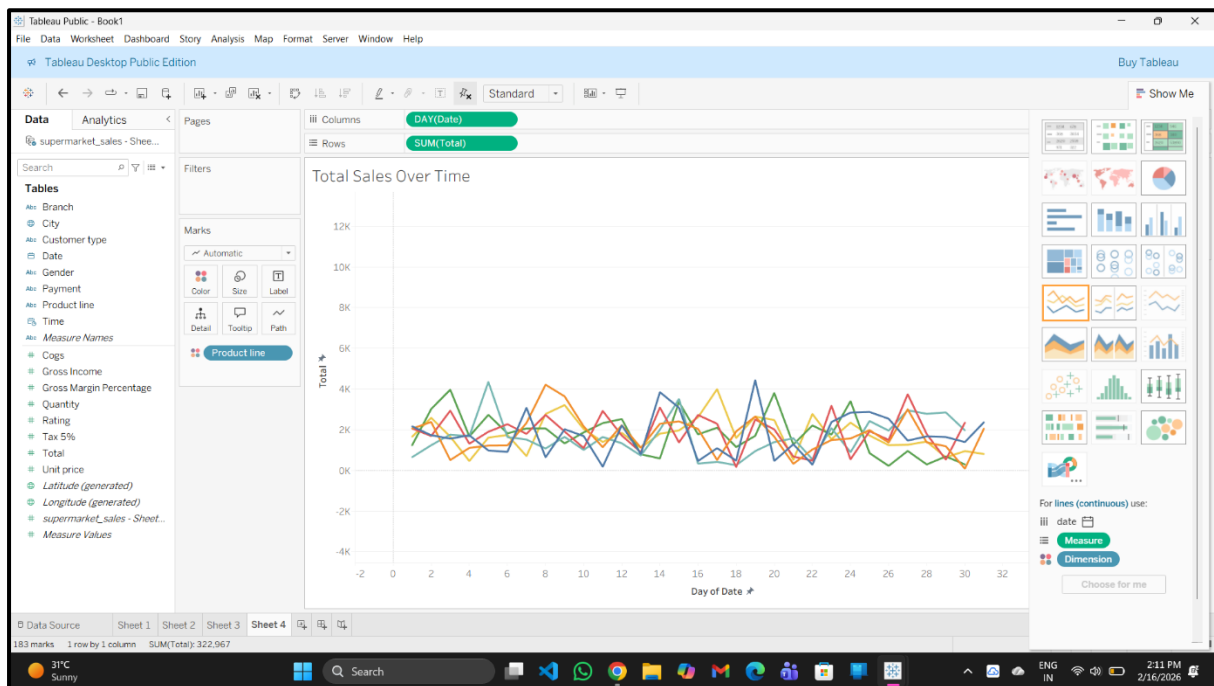 Tableau Public - Book1
File Data Worksheet Dashboard Story Analysis Map Format Server Window Help
Tableau Desktop Public Edition
Buy Tableau
Standard
Show Me
Data Analytics
supermarket_sales - Shee...
Search
Tables
Abc Branch
City
Abc Customer type
Date
Abc Gender
Abc Payment
Abc Product line
Time
Abc Measure Names
# Cogs
# Gross Income
# Gross Margin Percentage
# Quantity
# Rating
# Tax 5%
# Total
# Unit price
Latitude (generated)
Longitude (generated)
# supermarket_sales - Sheet...
# Measure Values
Pages
Filters
Marks
Automatic
Color Size Label
Detail Tooltip Path
Product line
Columns DAY(Date)
Rows SUM(Total)
Total Sales Over Time
12K
10K
8K
6K
4K
2K
0K
-2K
-4K
Total
-2 0 2 4 6 8 10 12 14 16 18 20 22 24 26 28 30 32
Day of Date
For lines (continuous) use:
date
Measure
Dimension
Choose for me
Data Source Sheet 1 Sheet 2 Sheet 3 Sheet 4
183 marks 1 row by 1 column SUM(Total): 322,967
31°C
Sunny
Search
ENG
IN
2:11 PM
2/16/2026